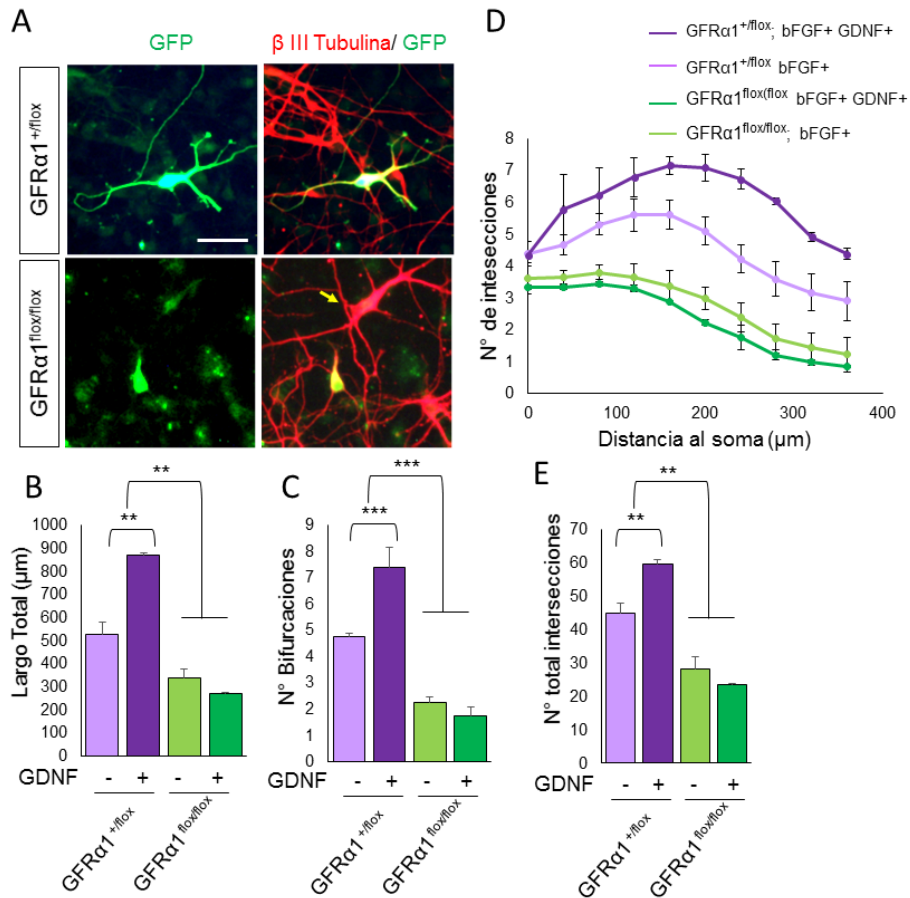 A
GFP
β III Tubulina/ GFP
GFRα1+/flox
GFRα1flox/flox
D
GFRα1+/flox; bFGF+ GDNF+
GFRα1+/flox bFGF+
GFRα1flox(flox bFGF+ GDNF+
GFRα1flox/flox; bFGF+
N° de intesecciones
8
7
6
5
4
3
2
1
0
0
100
200
300
400
Distancia al soma (µm)
B
**
**
Largo Total (µm)
1000
900
800
700
600
500
400
300
200
100
0
GDNF - + - +
GFRα1+/flox
GFRα1flox/flox
C
***
***
N° Bifurcaciones
9
8
7
6
5
4
3
2
1
0
GDNF - + - +
GFRα1+/flox
GFRα1flox/flox
E
**
**
N° total intersecciones
70
60
50
40
30
20
10
0
GDNF - + - +
GFRα1+/flox
GFRα1flox/flox